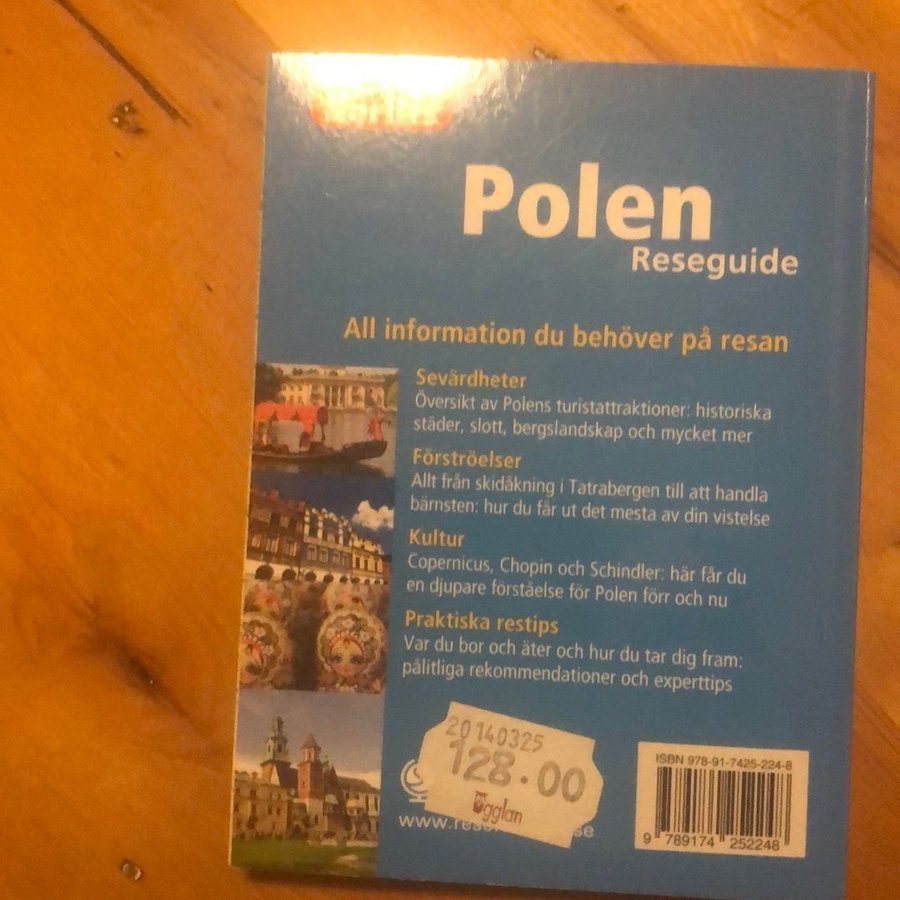 Polen
Reseguide
All information du behöver på resan
Sevärdheter
Översikt av Polens turistattraktioner: historiska
städer, slott, bergslandskap och mycket mer
Förströelser
Allt från skidåkning i Tatrabergen till att handla
bärnsten: hur du får ut det mesta av din vistelse
Kultur
Copernicus, Chopin och Schindler: här får du
en djupare förståelse för Polen förr och nu
Praktiska restips
Var du bor och äter och hur du tar dig fram:
pålitliga rekommendationer och experttips
20140325
128.00
Ugglan
ISBN 978-91-7425-224-8
9 789174 252248